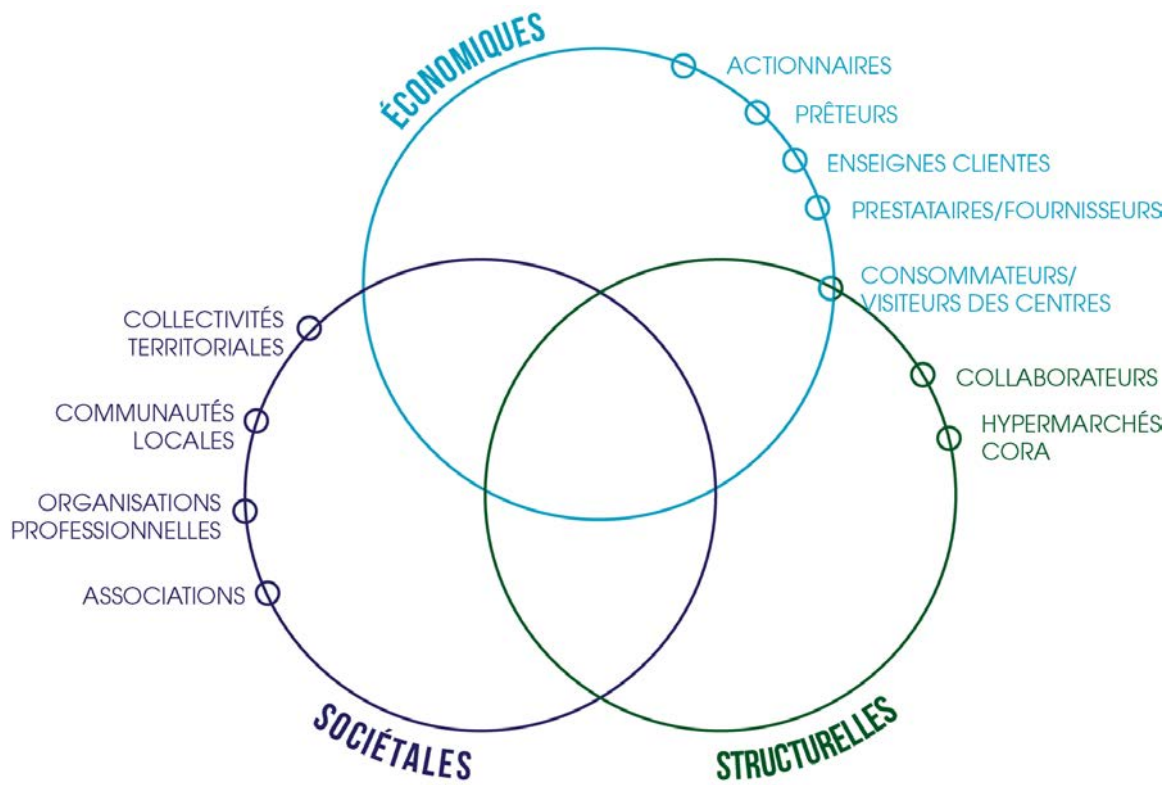 ÉCONOMIQUES
ACTIONNAIRES
PRÊTEURS
ENSEIGNES CLIENTES
PRESTATAIRES/FOURNISSEURS
CONSOMMATEURS/
VISITEURS DES CENTRES
COLLABORATEURS
HYPERMARCHÉS
CORA
COLLECTIVITÉS
TERRITORIALES
COMMUNAUTÉS
LOCALES
ORGANISATIONS
PROFESSIONNELLES
ASSOCIATIONS
SOCIÉTALES
STRUCTURELLES